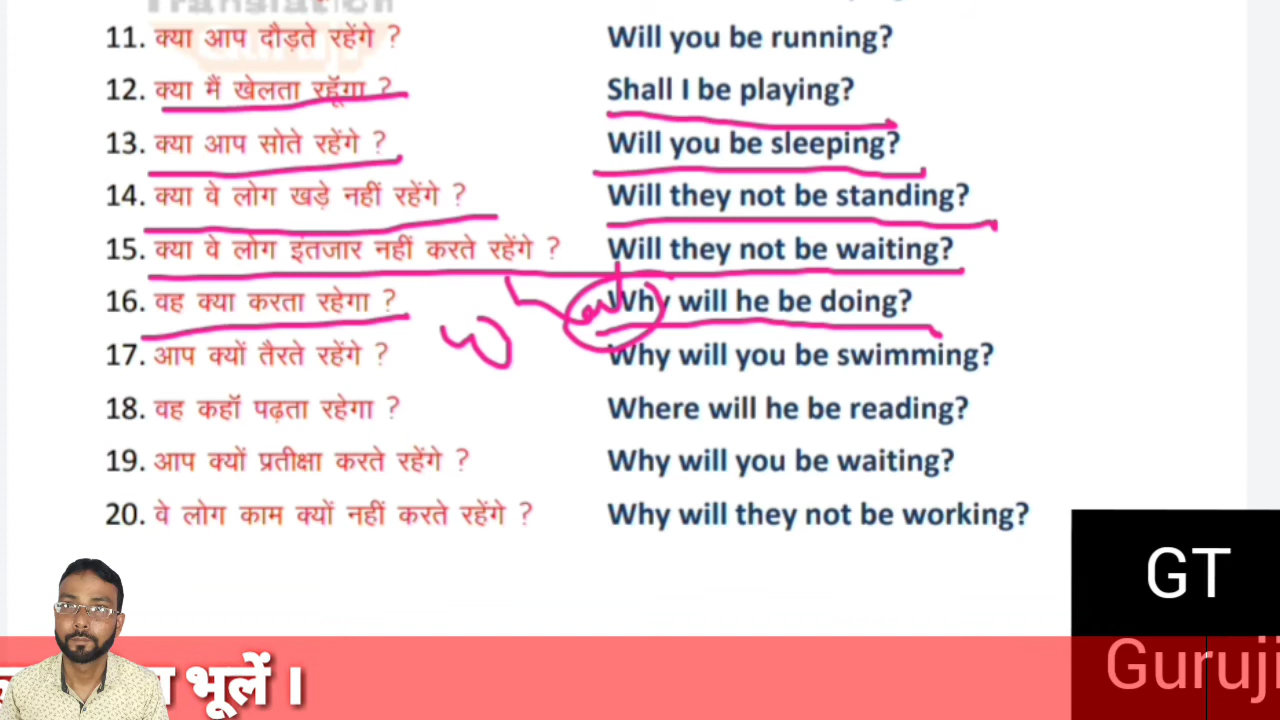 Translation
11. क्या आप दौड़ते रहेंगे ? Will you be running?
12. क्या मैं खेलता रहूॅगा ? Shall I be playing?
13. क्या आप सोते रहेंगे ? Will you be sleeping?
14. क्या वे लोग खड़े नहीं रहेंगे ? Will they not be standing?
15. क्या वे लोग इंतजार नहीं करते रहेंगे ? Will they not be waiting?
16. वह क्या करता रहेगा ? Why will he be doing?
17. आप क्यों तैरते रहेंगे ? Why will you be swimming?
18. वह कहॉ पढ़ता रहेगा ? Where will he be reading?
19. आप क्यों प्रतीक्षा करते रहेंगे ? Why will you be waiting?
20. वे लोग काम क्यों नहीं करते रहेंगे ? Why will they not be working?
GT
Guruji
भूलें ।